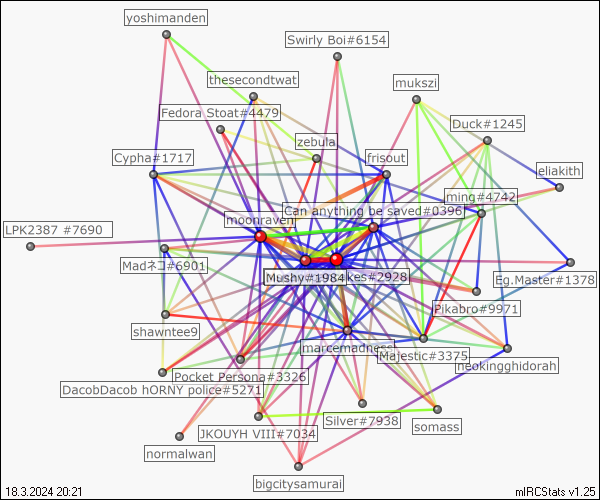 yoshimanden
Swirly Boi#6154
thesecondtwat
mukszi
Fedora Stoat#4479
Duck#1245
zebula
Cypha#1717
frisout
eliakith
ming#4742
moonraven
Can anything be saved#0396
LPK2387 #7690
Madネコ#6901
Mushy#1984
kes#2928
Eg.Master#1378
Pikabro#9971
shawntee9
marcemadness
Majestic#3375
neokingghidorah
Pocket Persona#3326
DacobDacob hORNY police#5271
Silver#7938
somass
JKOUYH VIII#7034
normalwan
bigcitysamurai
18.3.2024 20:21
mIRCStats v1.25